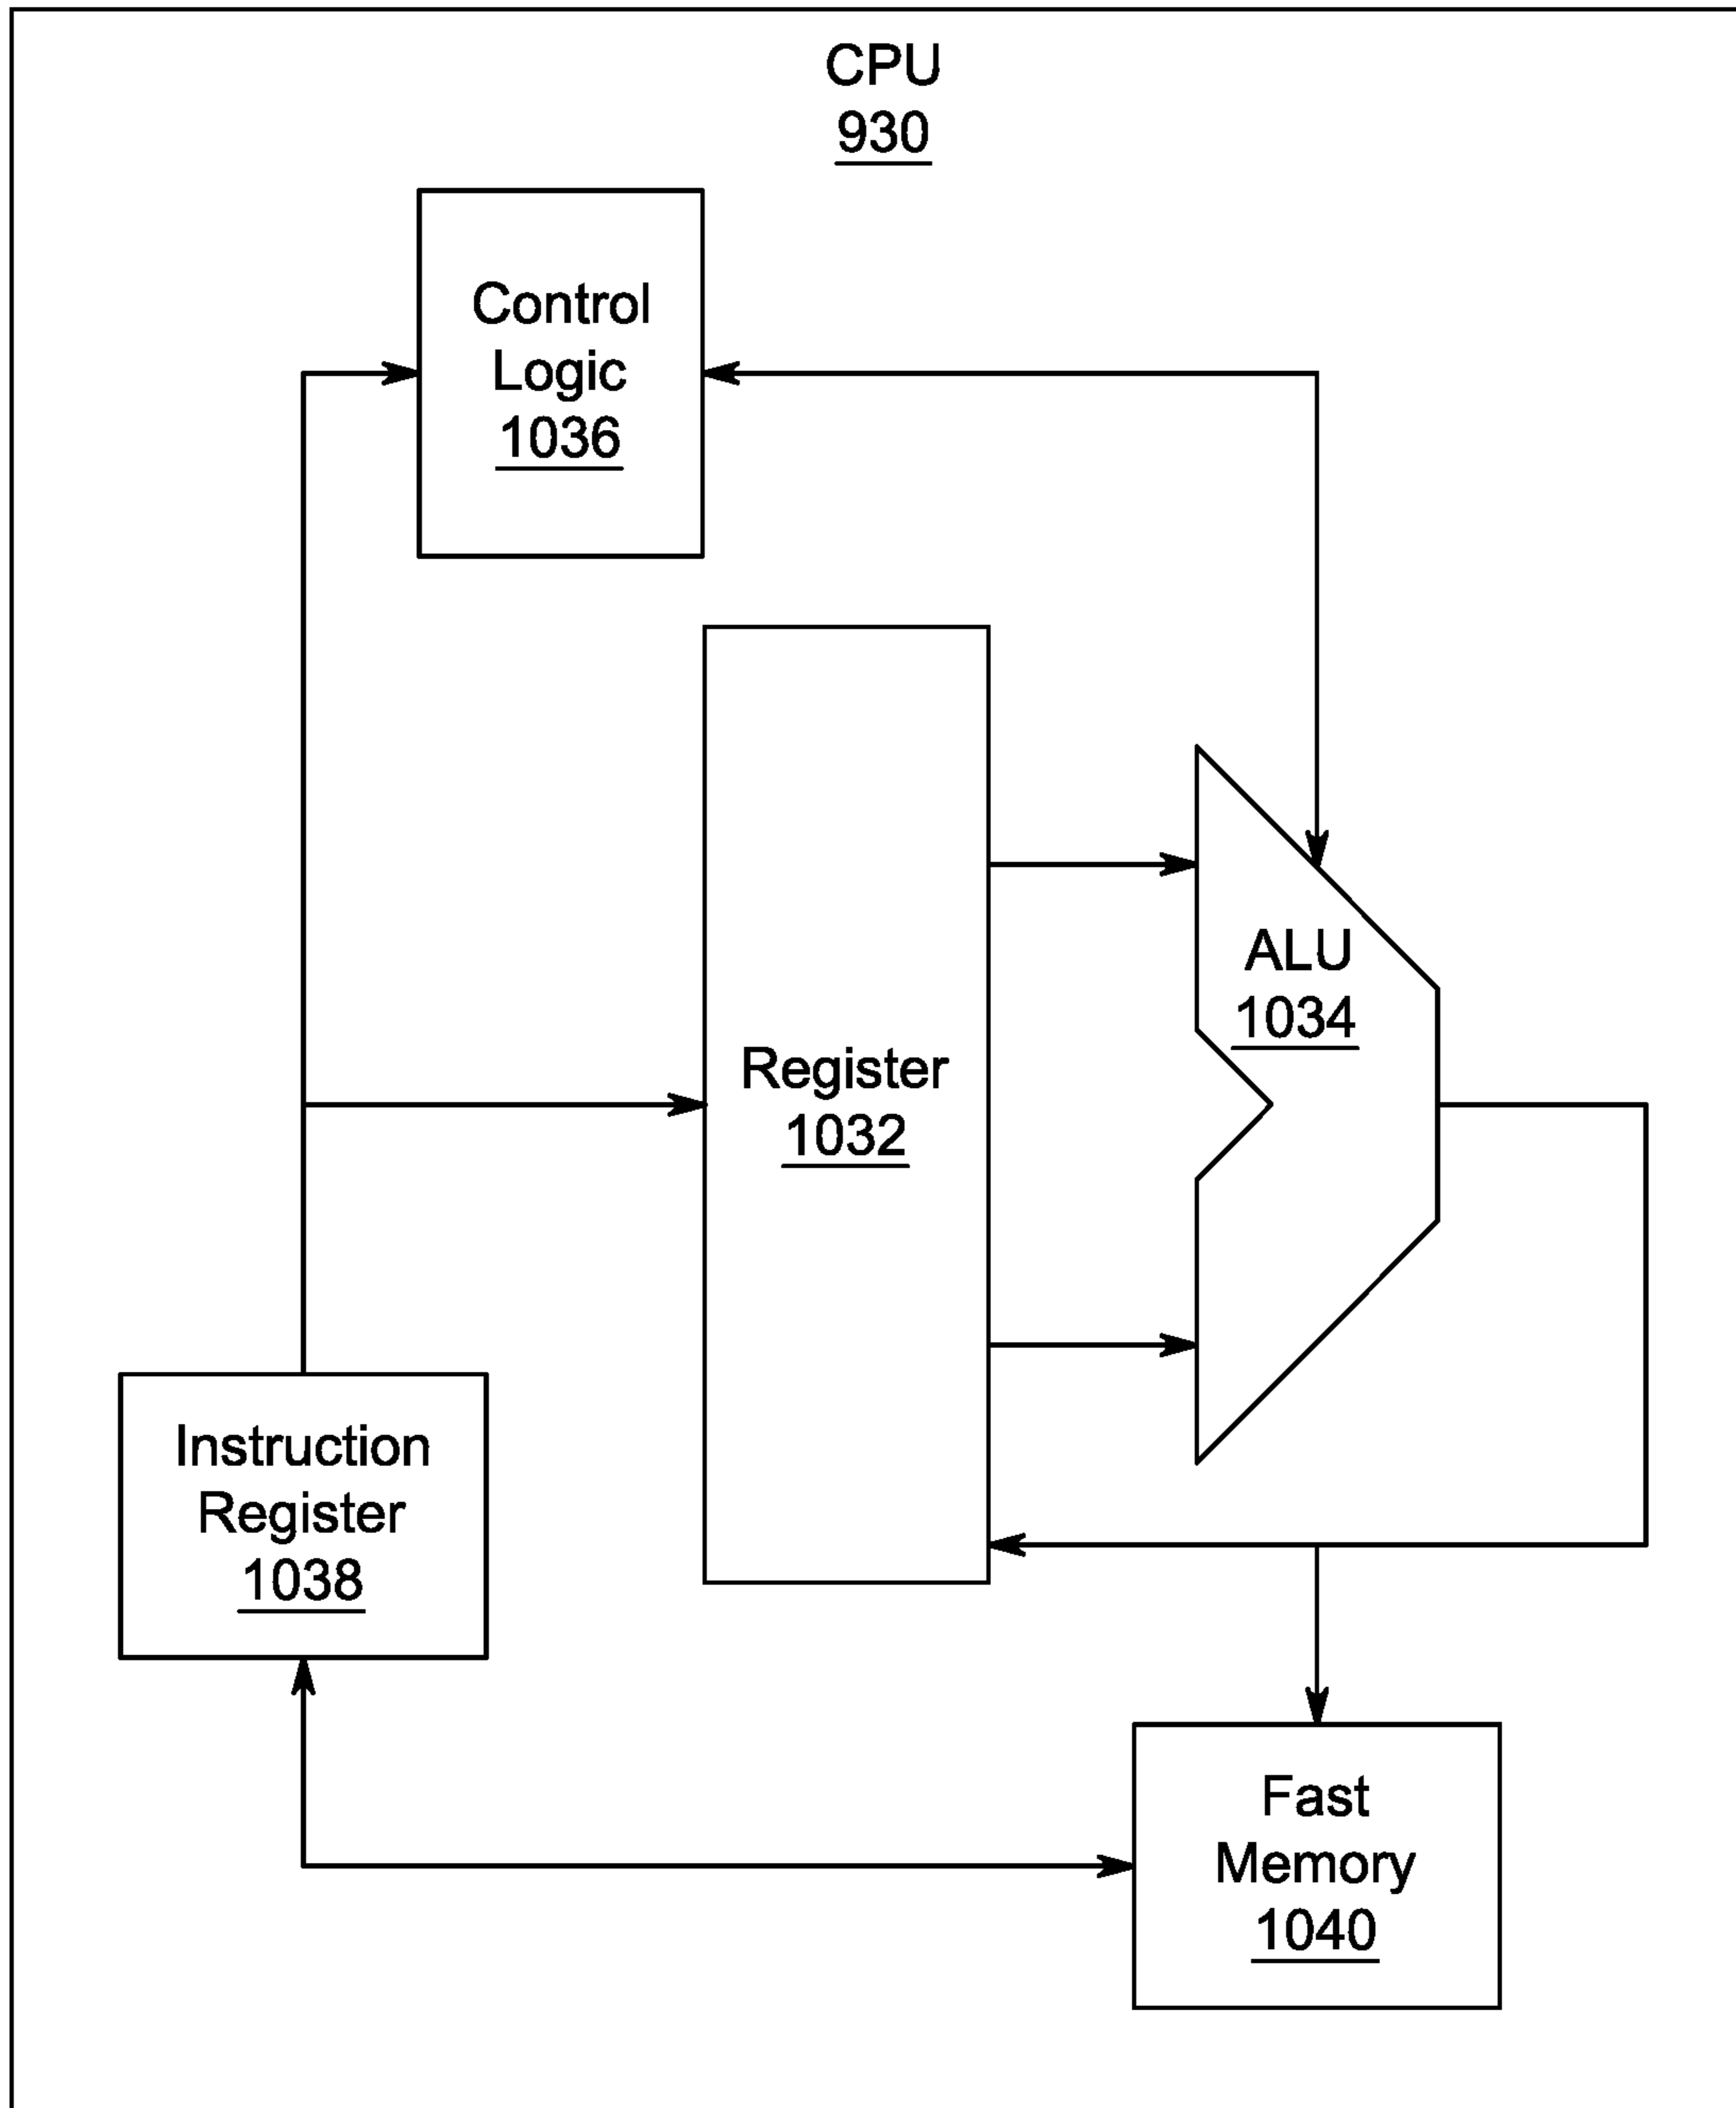 CPU
930
Control
Logic
1036
ALU
1034
Register
1032
Instruction
Register
1038
Fast
Memory
1040